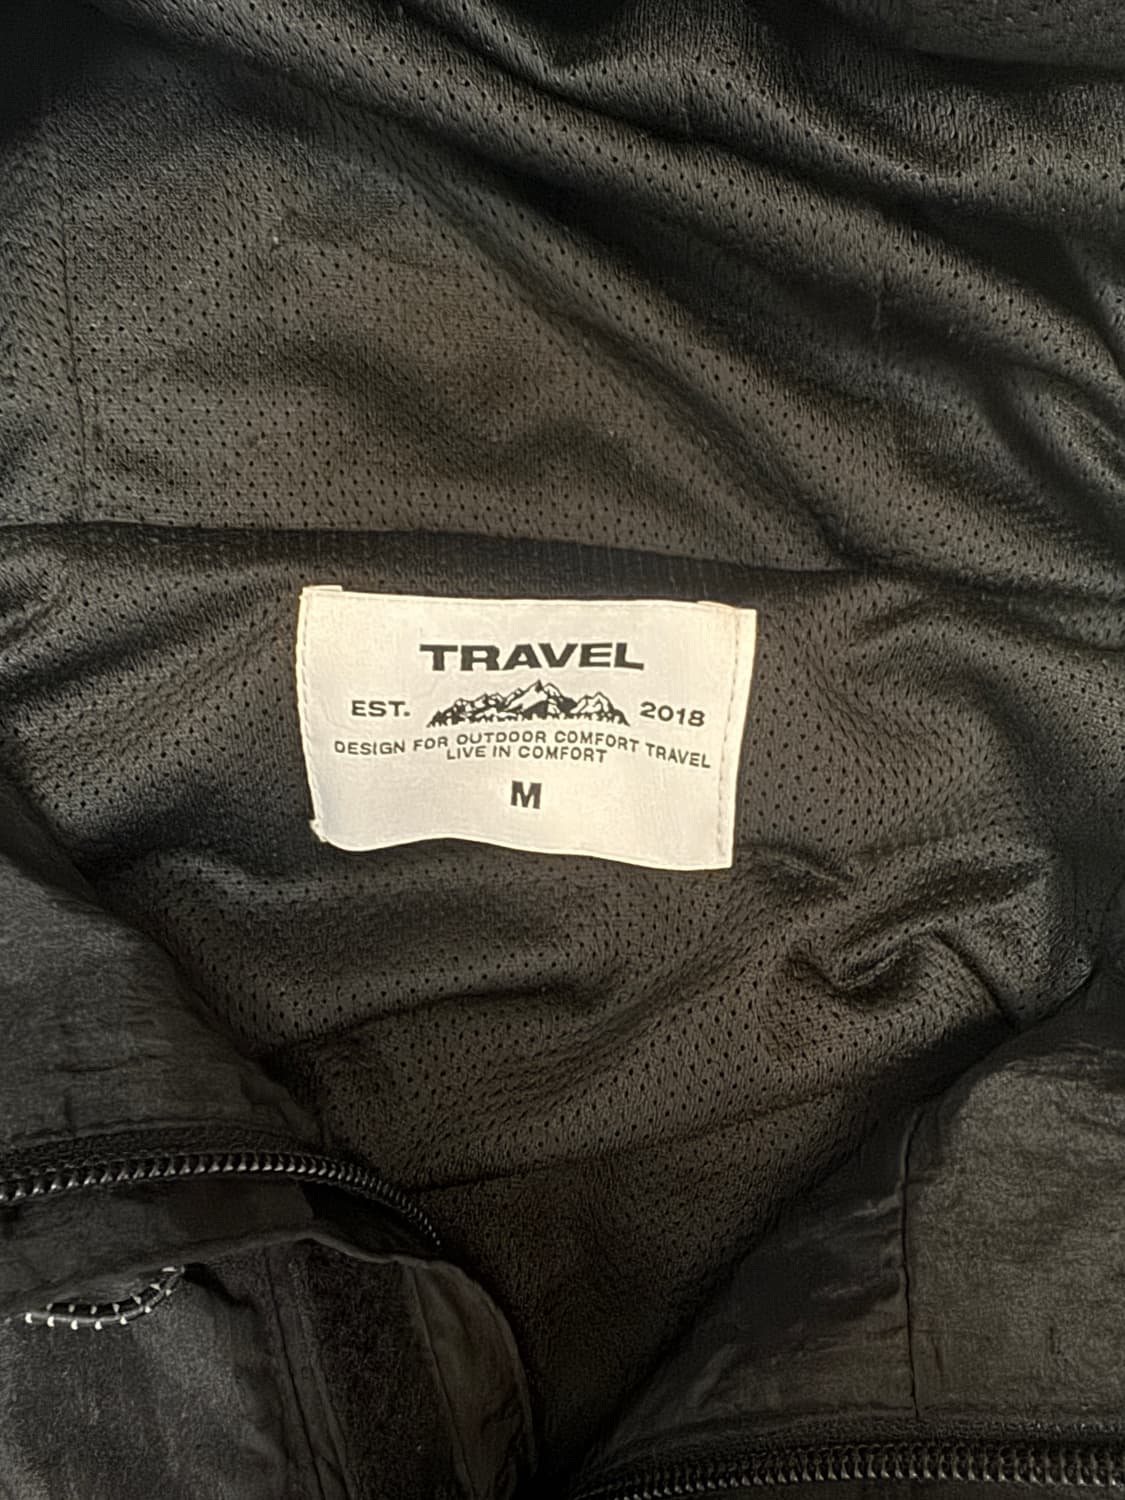 TRAVEL
EST. 2018
DESIGN FOR OUTDOOR COMFORT TRAVEL
LIVE IN COMFORT
M